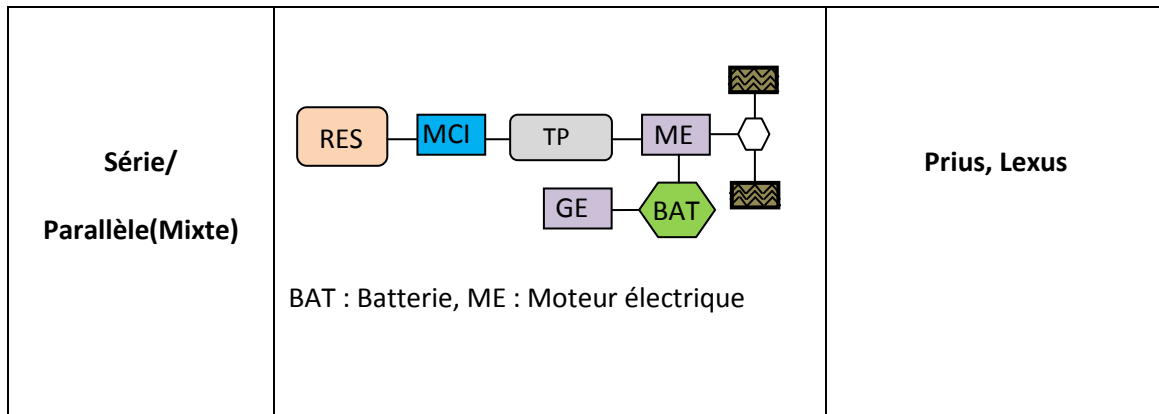 Série/
Parallèle(Mixte)
RES MCI TP ME
GE BAT
BAT : Batterie, ME : Moteur électrique
Prius, Lexus